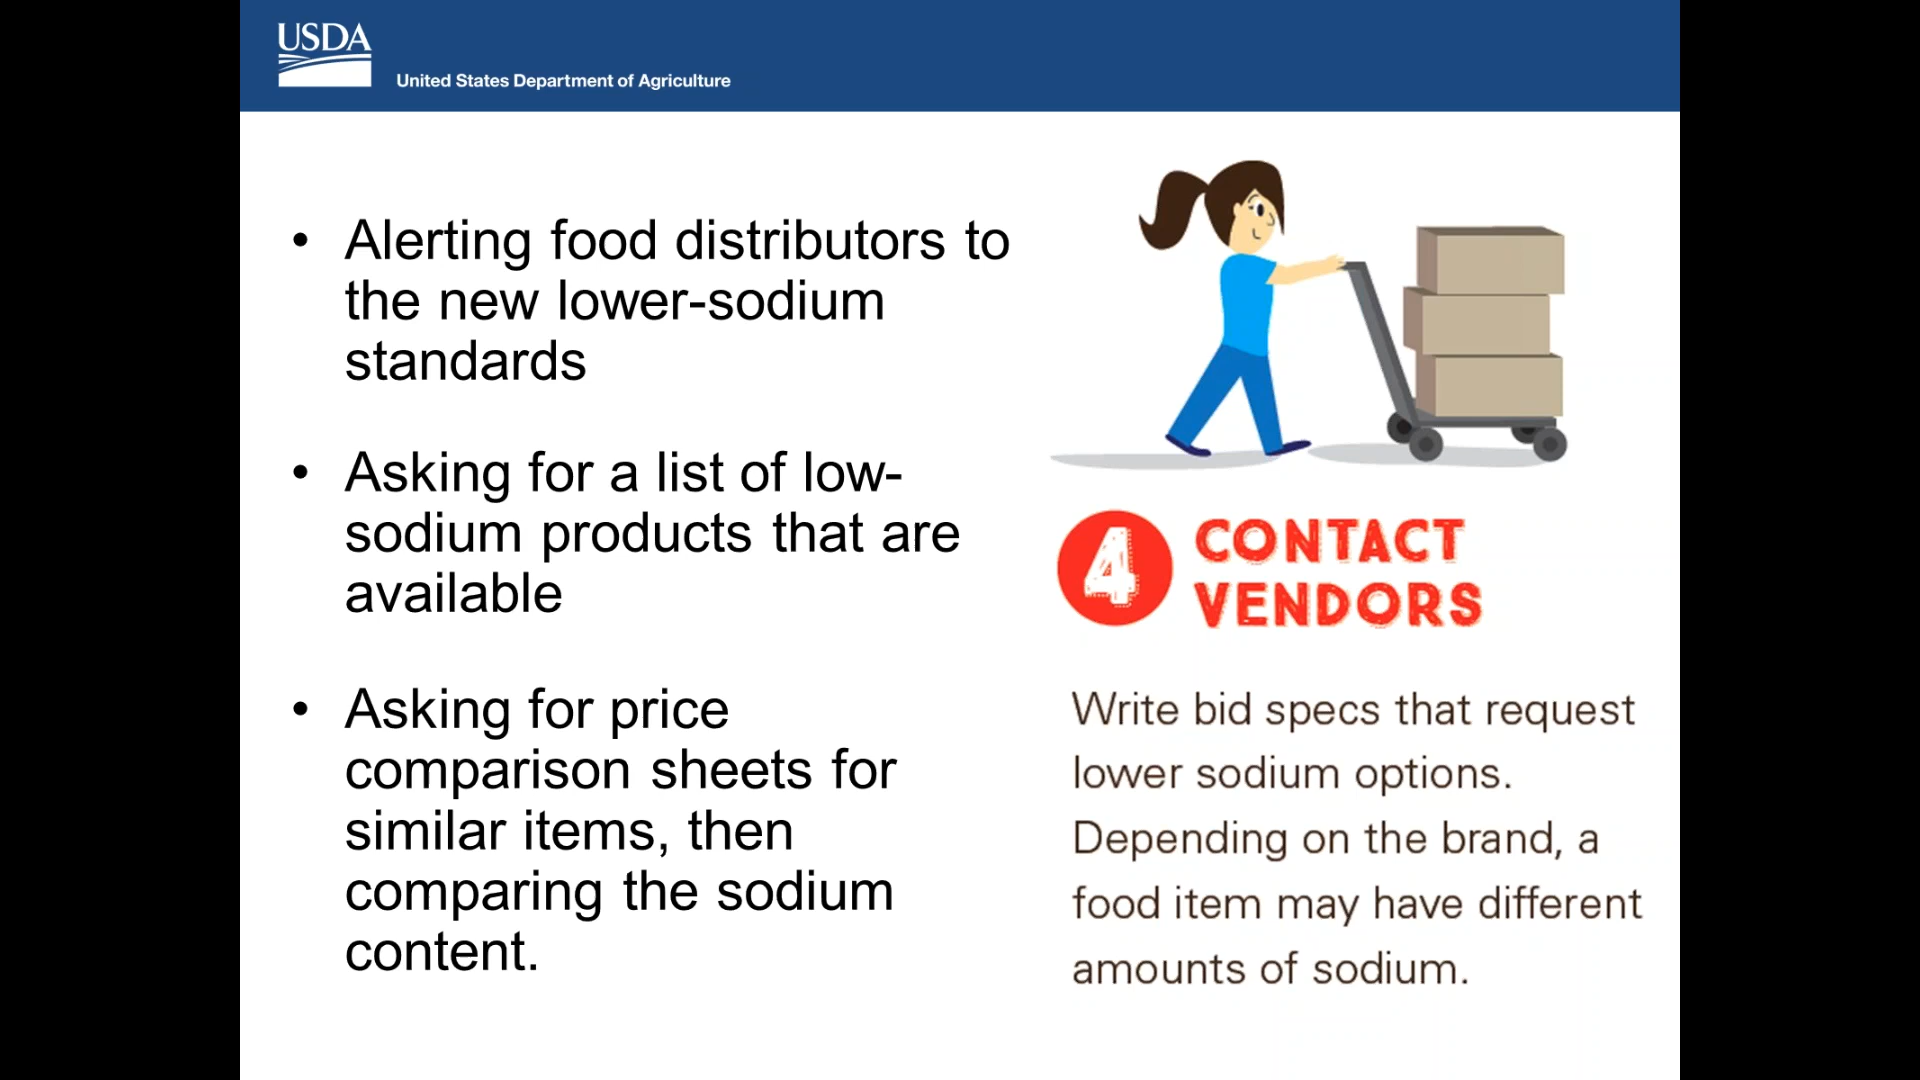 USDA
United States Department of Agriculture
• Alerting food distributors to
the new lower-sodium
standards
• Asking for a list of low-
sodium products that are
available
• Asking for price
comparison sheets for
similar items, then
comparing the sodium
content.
4 CONTACT
VENDORS
Write bid specs that request
lower sodium options.
Depending on the brand, a
food item may have different
amounts of sodium.